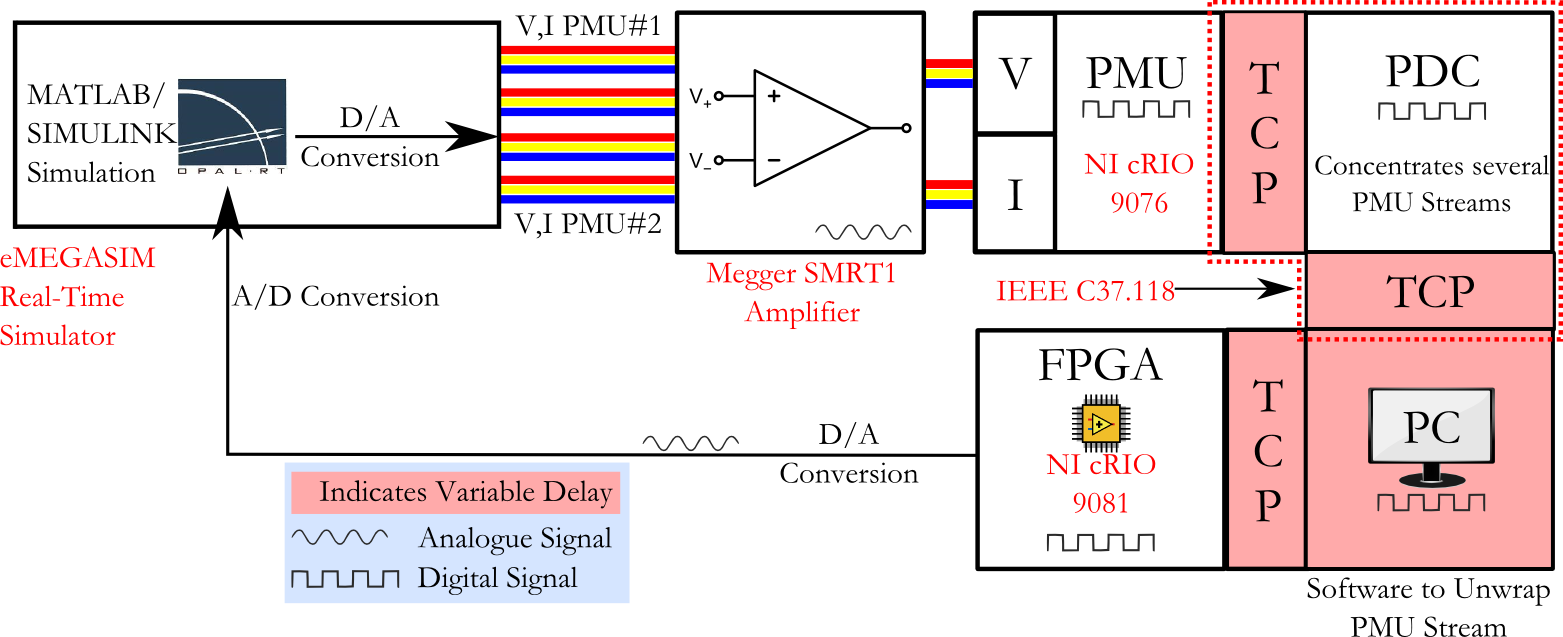 MATLAB/
SIMULINK
Simulation
OPAL-RT
D/A
Conversion
eMEGASIM
Real-Time
Simulator
V,I PMU#1
V,I PMU#2
V+
V−
+
−
Megger SMRT1
Amplifier
V
I
PMU
NI cRIO
9076
TCP
PDC
Concentrates several
PMU Streams
IEEE C37.118
TCP
A/D Conversion
FPGA
+
NI cRIO
9081
TCP
PC
Software to Unwrap
PMU Stream
D/A
Conversion
Indicates Variable Delay
Analogue Signal
Digital Signal